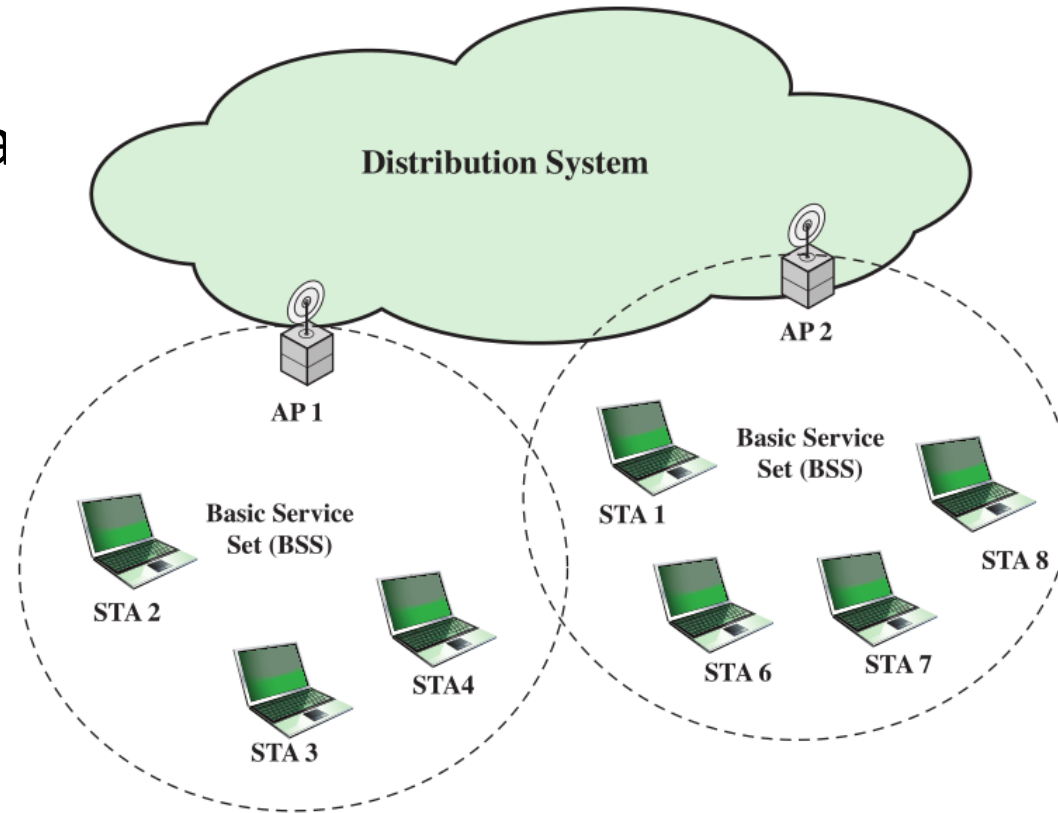 Distribution System
AP 2
AP 1
Basic Service
Set (BSS)
STA 1
STA 8
Basic Service
Set (BSS)
STA 2
STA 6
STA 7
STA4
STA 3